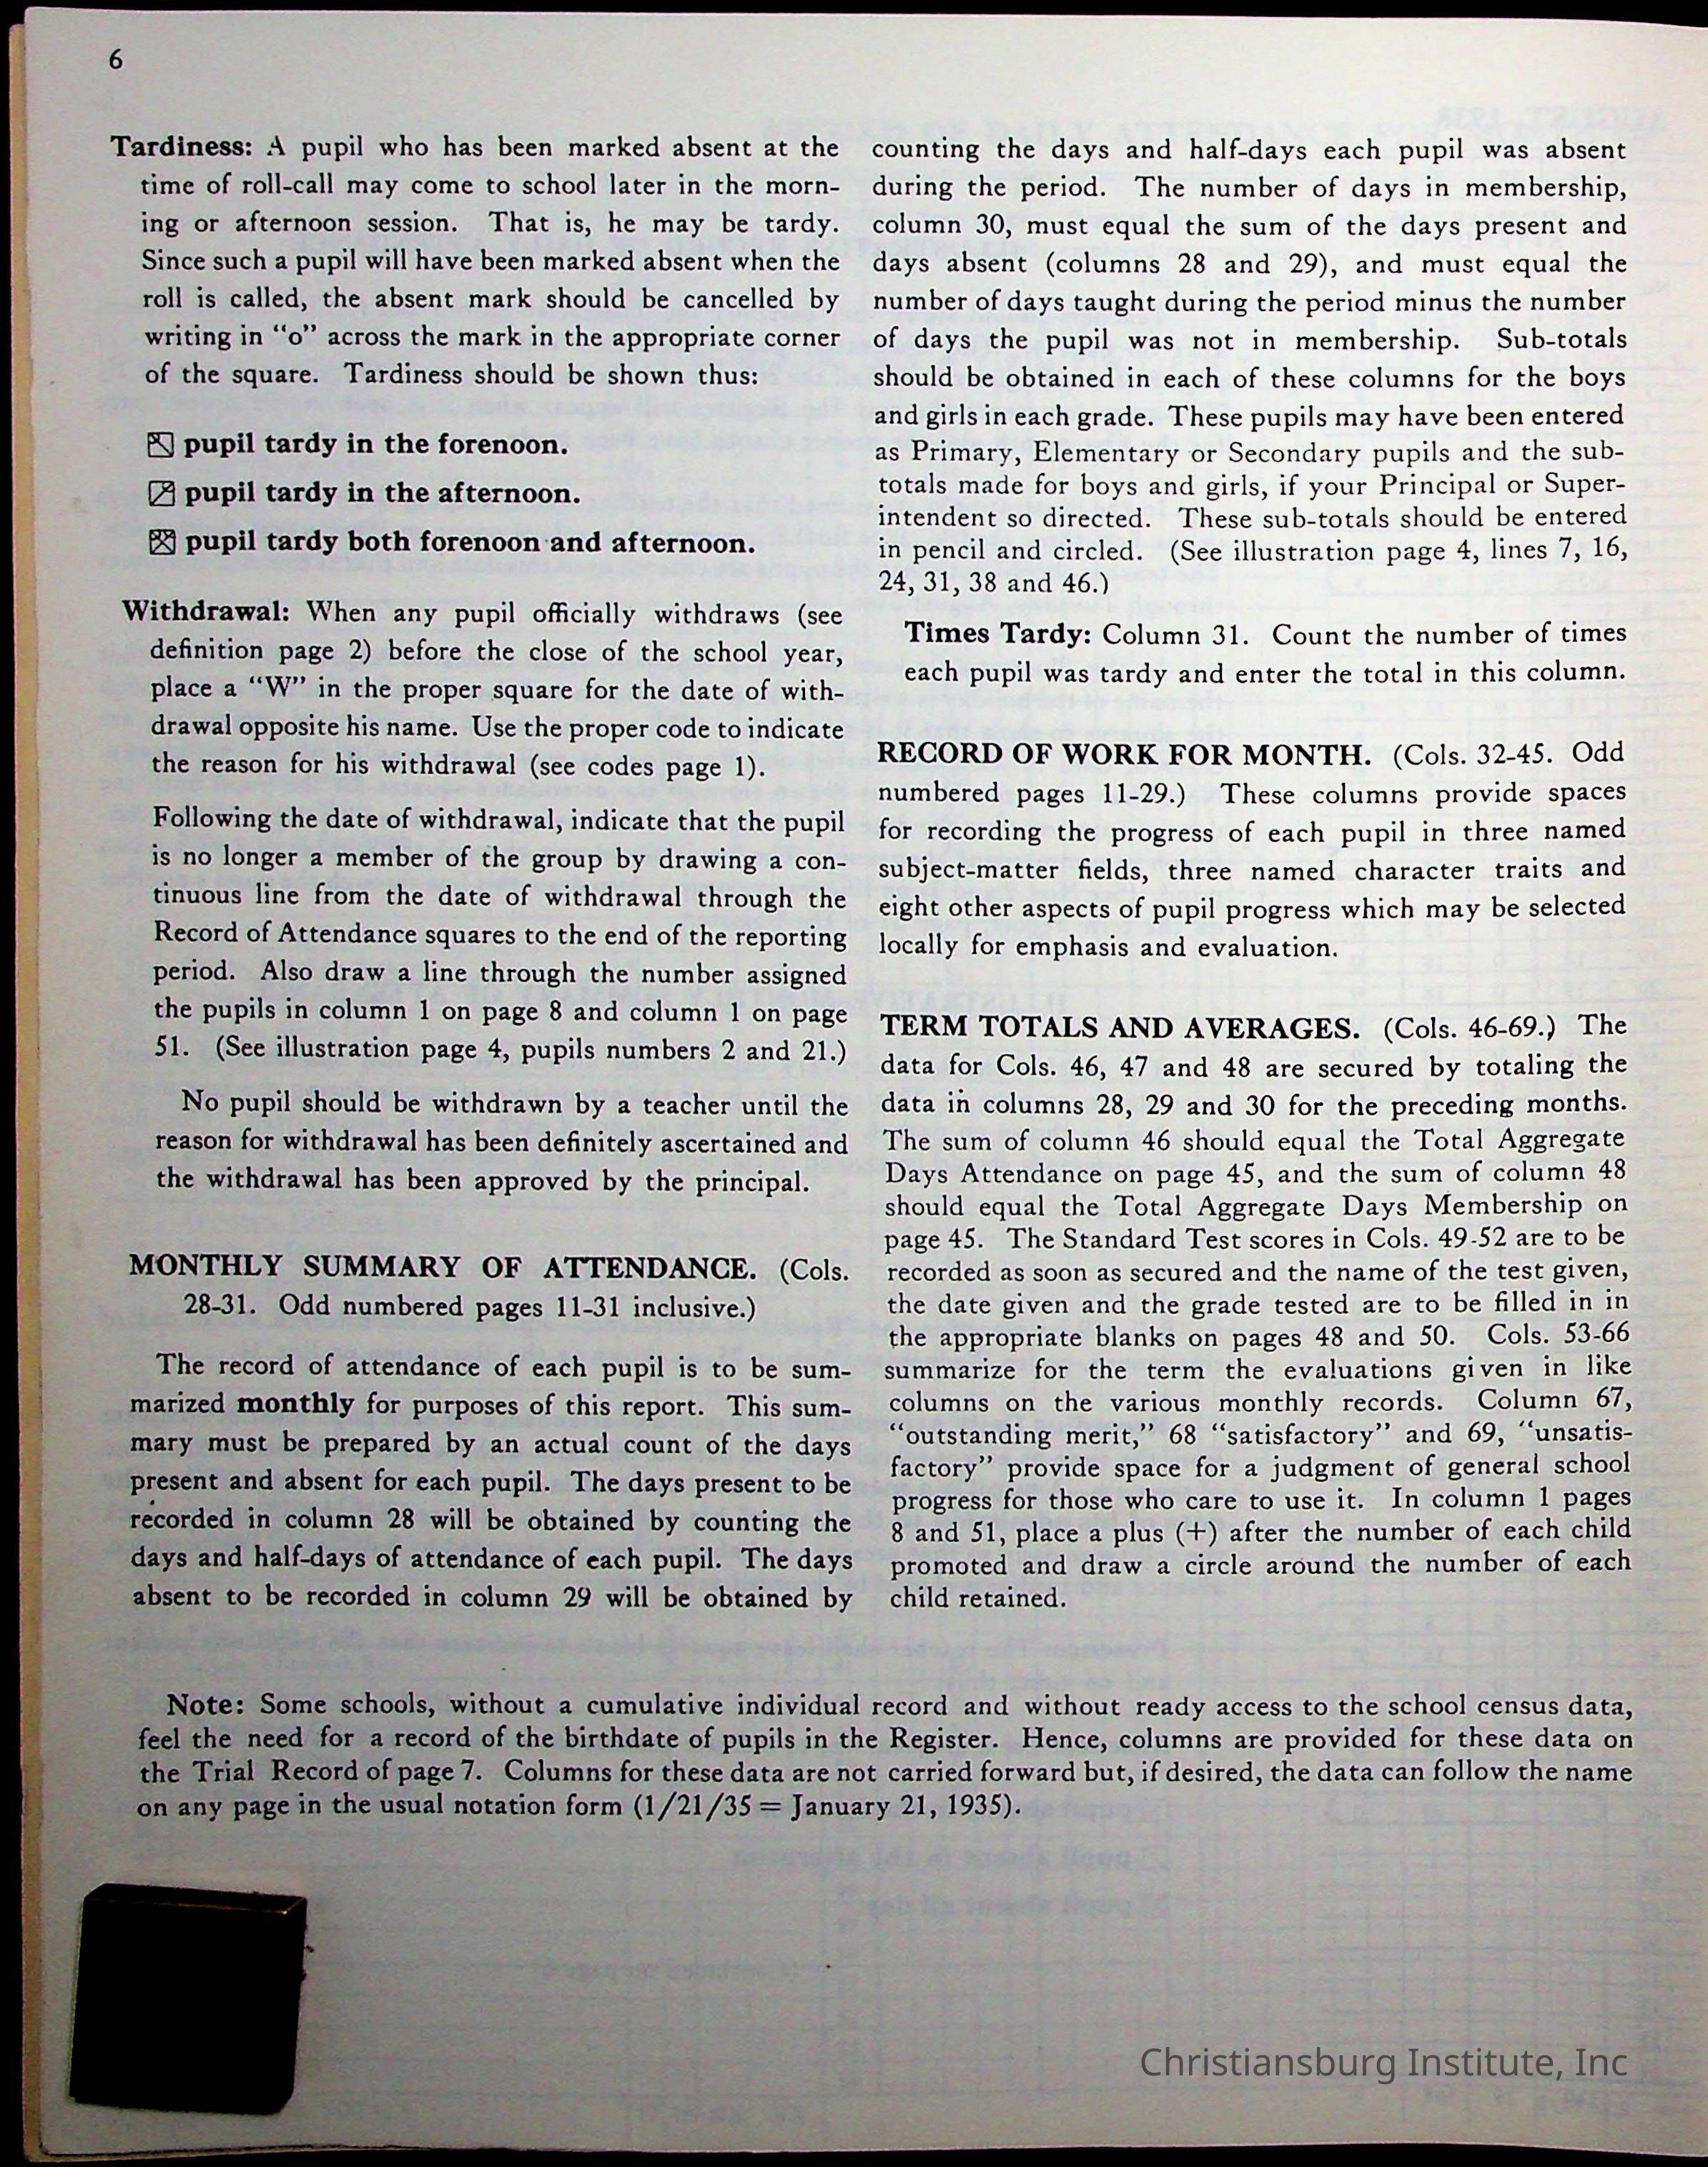 6
Tardiness: A pupil who has been marked absent at the
time of roll-call may come to school later in the morn-
ing or afternoon session. That is, he may be tardy.
Since such a pupil will have been marked absent when the
roll is called, the absent mark should be cancelled by
writing in “o” across the mark in the appropriate corner
of the square. Tardiness should be shown thus:
pupil tardy in the forenoon.
pupil tardy in the afternoon.
pupil tardy both forenoon and afternoon.
Withdrawal: When any pupil officially withdraws (see
definition page 2) before the close of the school year,
place a “W” in the proper square for the date of with-
drawal opposite his name. Use the proper code to indicate
the reason for his withdrawal (see codes page 1).
Following the date of withdrawal, indicate that the pupil
is no longer a member of the group by drawing a con-
tinuous line from the date of withdrawal through the
Record of Attendance squares to the end of the reporting
period. Also draw a line through the number assigned
the pupils in column 1 on page 8 and column 1 on page
51. (See illustration page 4, pupils numbers 2 and 21.)
No pupil should be withdrawn by a teacher until the
reason for withdrawal has been definitely ascertained and
the withdrawal has been approved by the principal.
MONTHLY SUMMARY OF ATTENDANCE. (Cols.
28-31. Odd numbered pages 11-31 inclusive.)
The record of attendance of each pupil is to be sum-
marized monthly for purposes of this report. This sum-
mary must be prepared by an actual count of the days
present and absent for each pupil. The days present to be
recorded in column 28 will be obtained by counting the
days and half-days of attendance of each pupil. The days
absent to be recorded in column 29 will be obtained by
counting the days and half-days each pupil was absent
during the period. The number of days in membership,
column 30, must equal the sum of the days present and
days absent (columns 28 and 29), and must equal the
number of days taught during the period minus the number
of days the pupil was not in membership. Sub-totals
should be obtained in each of these columns for the boys
and girls in each grade. These pupils may have been entered
as Primary, Elementary or Secondary pupils and the sub-
totals made for boys and girls, if your Principal or Super-
intendent so directed. These sub-totals should be entered
in pencil and circled. (See illustration page 4, lines 7, 16,
24, 31, 38 and 46.)
Times Tardy: Column 31. Count the number of times
each pupil was tardy and enter the total in this column.
RECORD OF WORK FOR MONTH. (Cols. 32-45. Odd
numbered pages 11-29.) These columns provide spaces
for recording the progress of each pupil in three named
subject-matter fields, three named character traits and
eight other aspects of pupil progress which may be selected
locally for emphasis and evaluation.
TERM TOTALS AND AVERAGES. (Cols. 46-69.) The
data for Cols. 46, 47 and 48 are secured by totaling the
data in columns 28, 29 and 30 for the preceding months.
The sum of column 46 should equal the Total Aggregate
Days Attendance on page 45, and the sum of column 48
should equal the Total Aggregate Days Membership on
page 45. The Standard Test scores in Cols. 49-52 are to be
recorded as soon as secured and the name of the test given,
the date given and the grade tested are to be filled in in
the appropriate blanks on pages 48 and 50. Cols. 53-66
summarize for the term the evaluations given in like
columns on the various monthly records. Column 67,
“outstanding merit,” 68 “satisfactory” and 69, “unsatis-
factory” provide space for a judgment of general school
progress for those who care to use it. In column 1 pages
8 and 51, place a plus (+) after the number of each child
promoted and draw a circle around the number of each
child retained.
Note: Some schools, without a cumulative individual record and without ready access to the school census data,
feel the need for a record of the birthdate of pupils in the Register. Hence, columns are provided for these data on
the Trial Record of page 7. Columns for these data are not carried forward but, if desired, the data can follow the name
on any page in the usual notation form (1/21/35 = January 21, 1935).
Christiansburg Institute, Inc